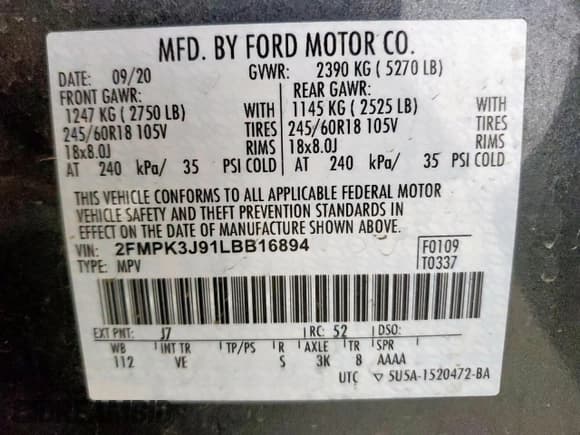 MFD. BY FORD MOTOR CO.
DATE: 09/20 GVWR: 2390 KG ( 5270 LB)
FRONT GAWR: REAR GAWR:
1247 KG ( 2750 LB) WITH 1145 KG ( 2525 LB) WITH
245/60R18 105V TIRES 245/60R18 105V TIRES
18x8.0J RIMS 18x8.0J RIMS
AT 240 kPa/ 35 PSI COLD AT 240 kPa/ 35 PSI COLD
THIS VEHICLE CONFORMS TO ALL APPLICABLE FEDERAL MOTOR
VEHICLE SAFETY AND THEFT PREVENTION STANDARDS IN
EFFECT ON THE DATE OF MANUFACTURE SHOWN ABOVE.
VIN: 2FMPK3J91LBB16894 F0109
TYPE: MPV T0337
EXT PNT: J7 RC: 52 DSO:
WB INT TR TP/PS R AXLE TR SPR
112 VE S 3K 8 AAAA
UTC ▽5U5A-1520472-BA